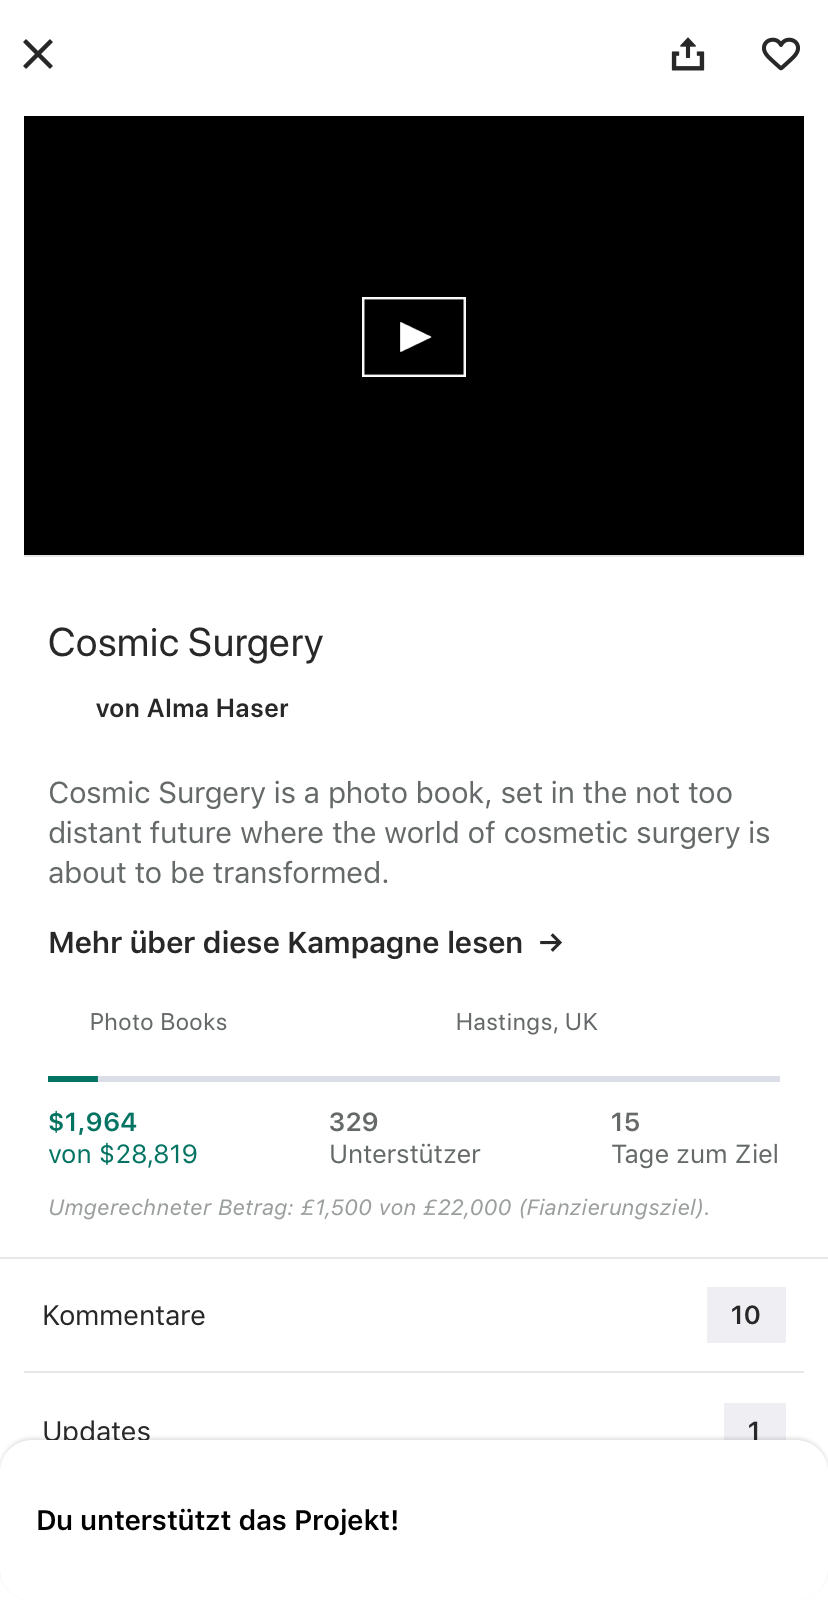 Cosmic Surgery
von Alma Haser
Cosmic Surgery is a photo book, set in the not too
distant future where the world of cosmetic surgery is
about to be transformed.
Mehr über diese Kampagne lesen →
Photo Books
Hastings, UK
$1,964
von $28,819
329
Unterstützer
15
Tage zum Ziel
Umgerechneter Betrag: £1,500 von £22,000 (Fianzierungsziel).
Kommentare
10
Updates
1
Du unterstützt das Projekt!